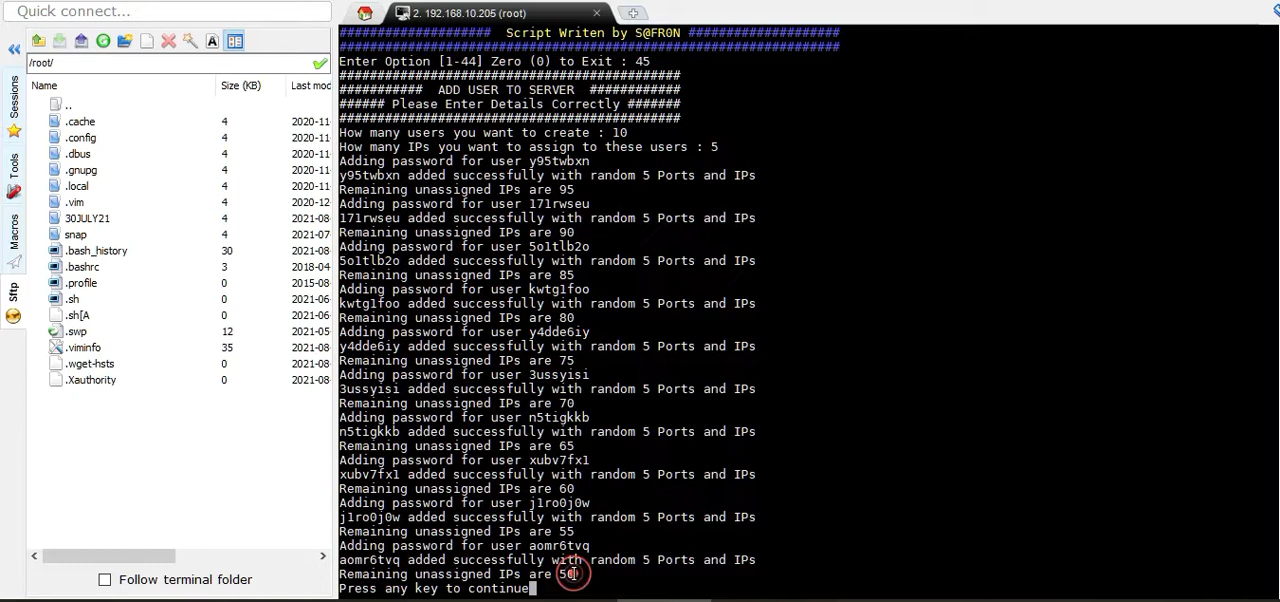 Quick connect...
2. 192.168.10.205 (root)
/root/
Name Size (KB) Last mod
..
.cache 4 2020-11-
.config 4 2020-11-
.dbus 4 2020-11-
.gnupg 4 2020-11-
.local 4 2020-11-
.vim 4 2020-12-
30JULY21 4 2021-08-
snap 4 2021-07-
.bash_history 30 2021-08-
.bashrc 3 2018-04-
.profile 0 2015-08-
.sh 0 2021-06-
.sh[A 0 2021-06-
.swp 12 2021-05-
.viminfo 35 2021-08-
.wget-hsts 0 2021-08-
.Xauthority 0 2021-08-
Follow terminal folder
Sessions
Tools
Macros
Sftp
################## Script Writen by S@FR0N ##################
############################################################
Enter Option [1-44] Zero (0) to Exit : 45
#########################################
########### ADD USER TO SERVER ############
###### Please Enter Details Correctly #######
#########################################
How many users you want to create : 10
How many IPs you want to assign to these users : 5
Adding password for user y95twbxn
y95twbxn added successfully with random 5 Ports and IPs
Remaining unassigned IPs are 95
Adding password for user 171rwseu
171rwseu added successfully with random 5 Ports and IPs
Remaining unassigned IPs are 90
Adding password for user 5o1tlb2o
5o1tlb2o added successfully with random 5 Ports and IPs
Remaining unassigned IPs are 85
Adding password for user kwtg1foo
kwtg1foo added successfully with random 5 Ports and IPs
Remaining unassigned IPs are 80
Adding password for user y4dde6iy
y4dde6iy added successfully with random 5 Ports and IPs
Remaining unassigned IPs are 75
Adding password for user 3ussyisi
3ussyisi added successfully with random 5 Ports and IPs
Remaining unassigned IPs are 70
Adding password for user n5tigkkb
n5tigkkb added successfully with random 5 Ports and IPs
Remaining unassigned IPs are 65
Adding password for user xubv7fx1
xubv7fx1 added successfully with random 5 Ports and IPs
Remaining unassigned IPs are 60
Adding password for user j1ro0j0w
j1ro0j0w added successfully with random 5 Ports and IPs
Remaining unassigned IPs are 55
Adding password for user aomr6tvq
aomr6tvq added successfully with random 5 Ports and IPs
Remaining unassigned IPs are 50
Press any key to continue